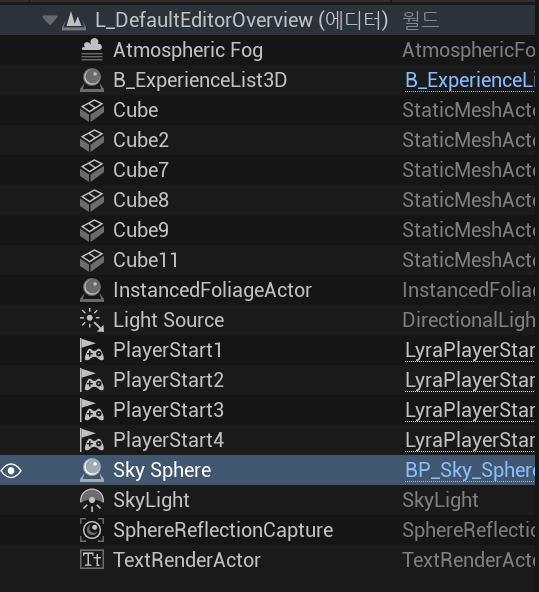 L_DefaultEditorOverview (에디터) 월드
Atmospheric Fog AtmosphericFo
B_ExperienceList3D B_ExperienceLi
Cube StaticMeshActo
Cube2 StaticMeshActo
Cube7 StaticMeshActo
Cube8 StaticMeshActo
Cube9 StaticMeshActo
Cube11 StaticMeshActo
InstancedFoliageActor InstancedFolia
Light Source DirectionalLigh
PlayerStart1 LyraPlayerStar
PlayerStart2 LyraPlayerStar
PlayerStart3 LyraPlayerStar
PlayerStart4 LyraPlayerStar
Sky Sphere BP_Sky_Sphere
SkyLight SkyLight
SphereReflectionCapture SphereReflectio
TextRenderActor TextRenderActo